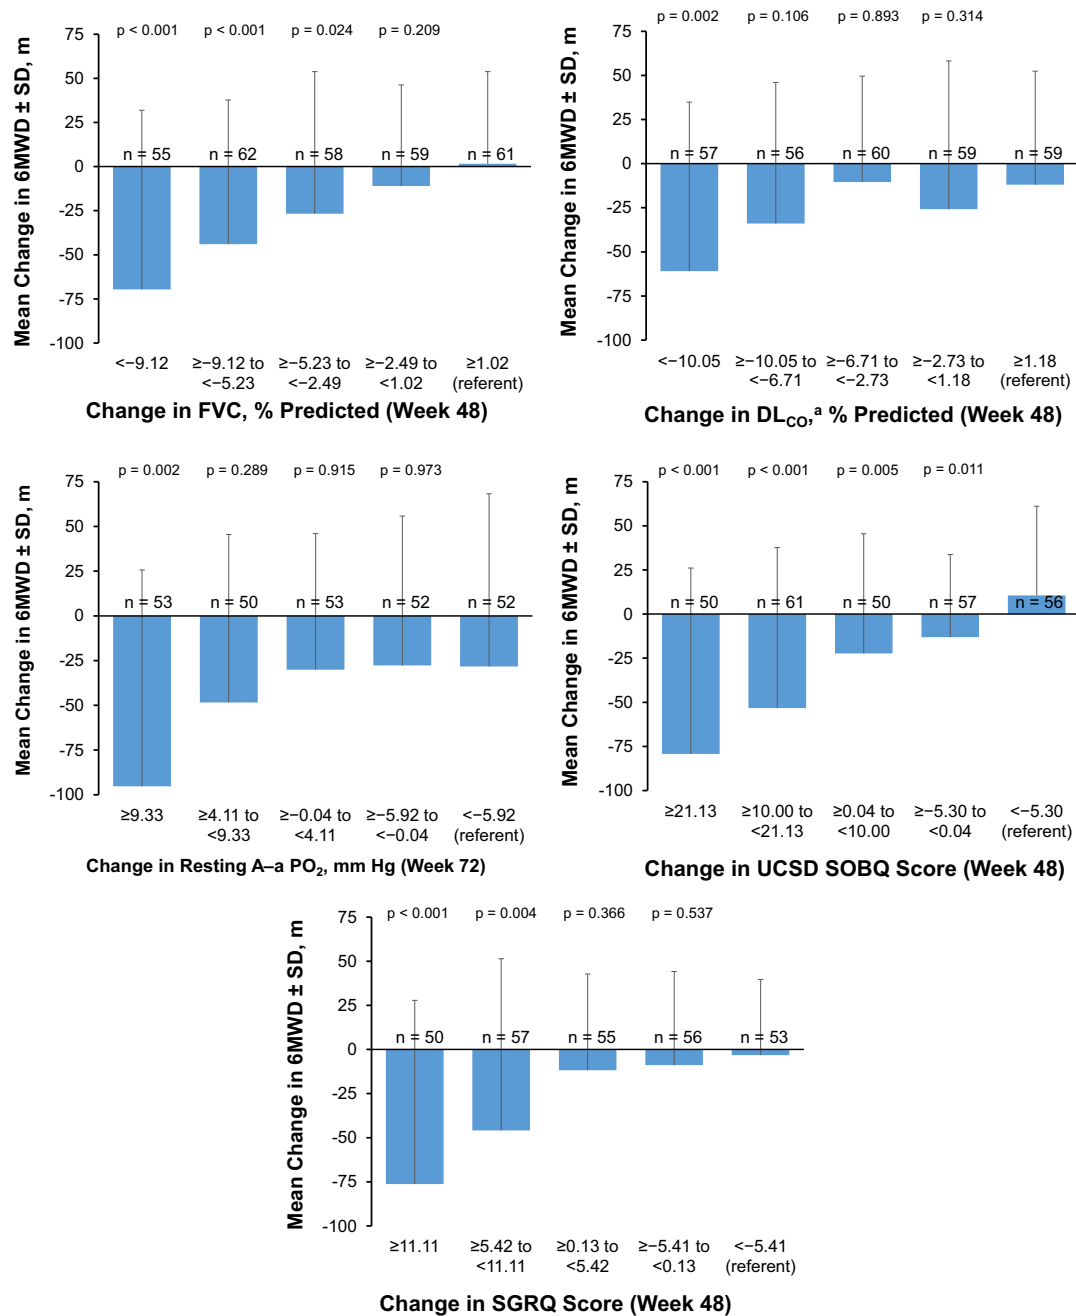 p < 0.001 p < 0.001 p = 0.024 p = 0.209
Mean Change in 6MWD ± SD, m
75
50
25
0
-25
-50
-75
-100
n = 55 n = 62 n = 58 n = 59 n = 61
<−9.12 ≥−9.12 to ≥−5.23 to ≥−2.49 to ≥1.02
<−5.23 <−2.49 <1.02 (referent)
Change in FVC, % Predicted (Week 48)
p = 0.002 p = 0.106 p = 0.893 p = 0.314
Mean Change in 6MWD ± SD, m
75
50
25
0
-25
-50
-75
-100
n = 57 n = 56 n = 60 n = 59 n = 59
<−10.05 ≥−10.05 to ≥−6.71 to ≥−2.73 to ≥1.18
<−6.71 <−2.73 <1.18 (referent)
Change in DLCO,ᵃ % Predicted (Week 48)
p = 0.002 p = 0.289 p = 0.915 p = 0.973
Mean Change in 6MWD ± SD, m
75
50
25
0
-25
-50
-75
-100
n = 53 n = 50 n = 53 n = 52 n = 52
≥9.33 ≥4.11 to ≥−0.04 to ≥−5.92 to <−5.92
<9.33 <4.11 <−0.04 (referent)
Change in Resting A–a PO₂, mm Hg (Week 72)
p < 0.001 p < 0.001 p = 0.005 p = 0.011
Mean Change in 6MWD ± SD, m
75
50
25
0
-25
-50
-75
-100
n = 50 n = 61 n = 50 n = 57 n = 56
≥21.13 ≥10.00 to ≥0.04 to ≥−5.30 to <−5.30
<21.13 <10.00 <0.04 (referent)
Change in UCSD SOBQ Score (Week 48)
p < 0.001 p = 0.004 p = 0.366 p = 0.537
Mean Change in 6MWD ± SD, m
75
50
25
0
-25
-50
-75
-100
n = 50 n = 57 n = 55 n = 56 n = 53
≥11.11 ≥5.42 to ≥0.13 to ≥−5.41 to <−5.41
<11.11 <5.42 <0.13 (referent)
Change in SGRQ Score (Week 48)